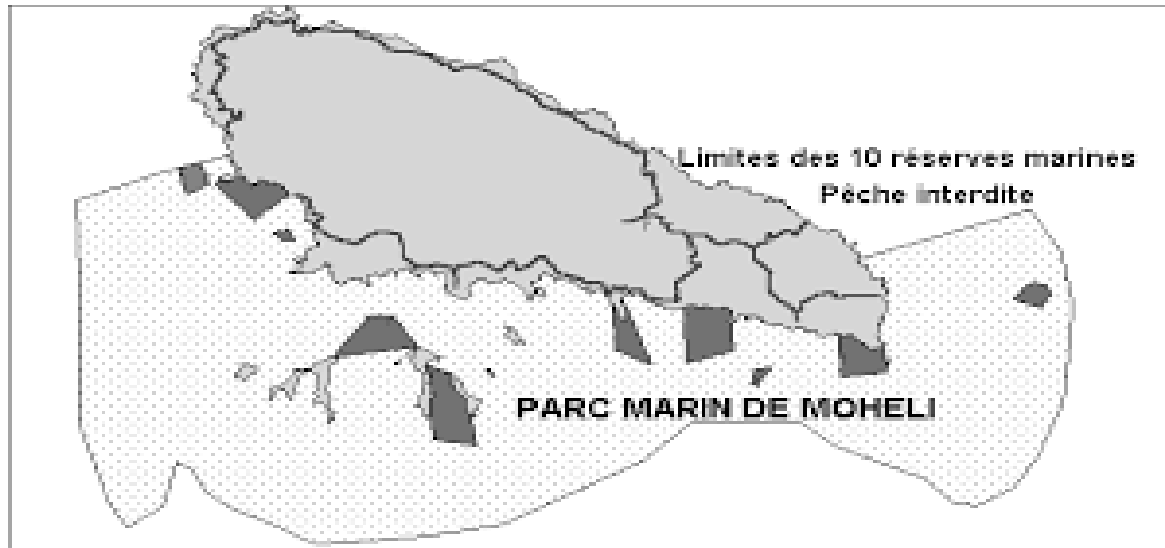 Limites des 10 réserves marines
Pêche interdite
PARC MARIN DE MOHELI